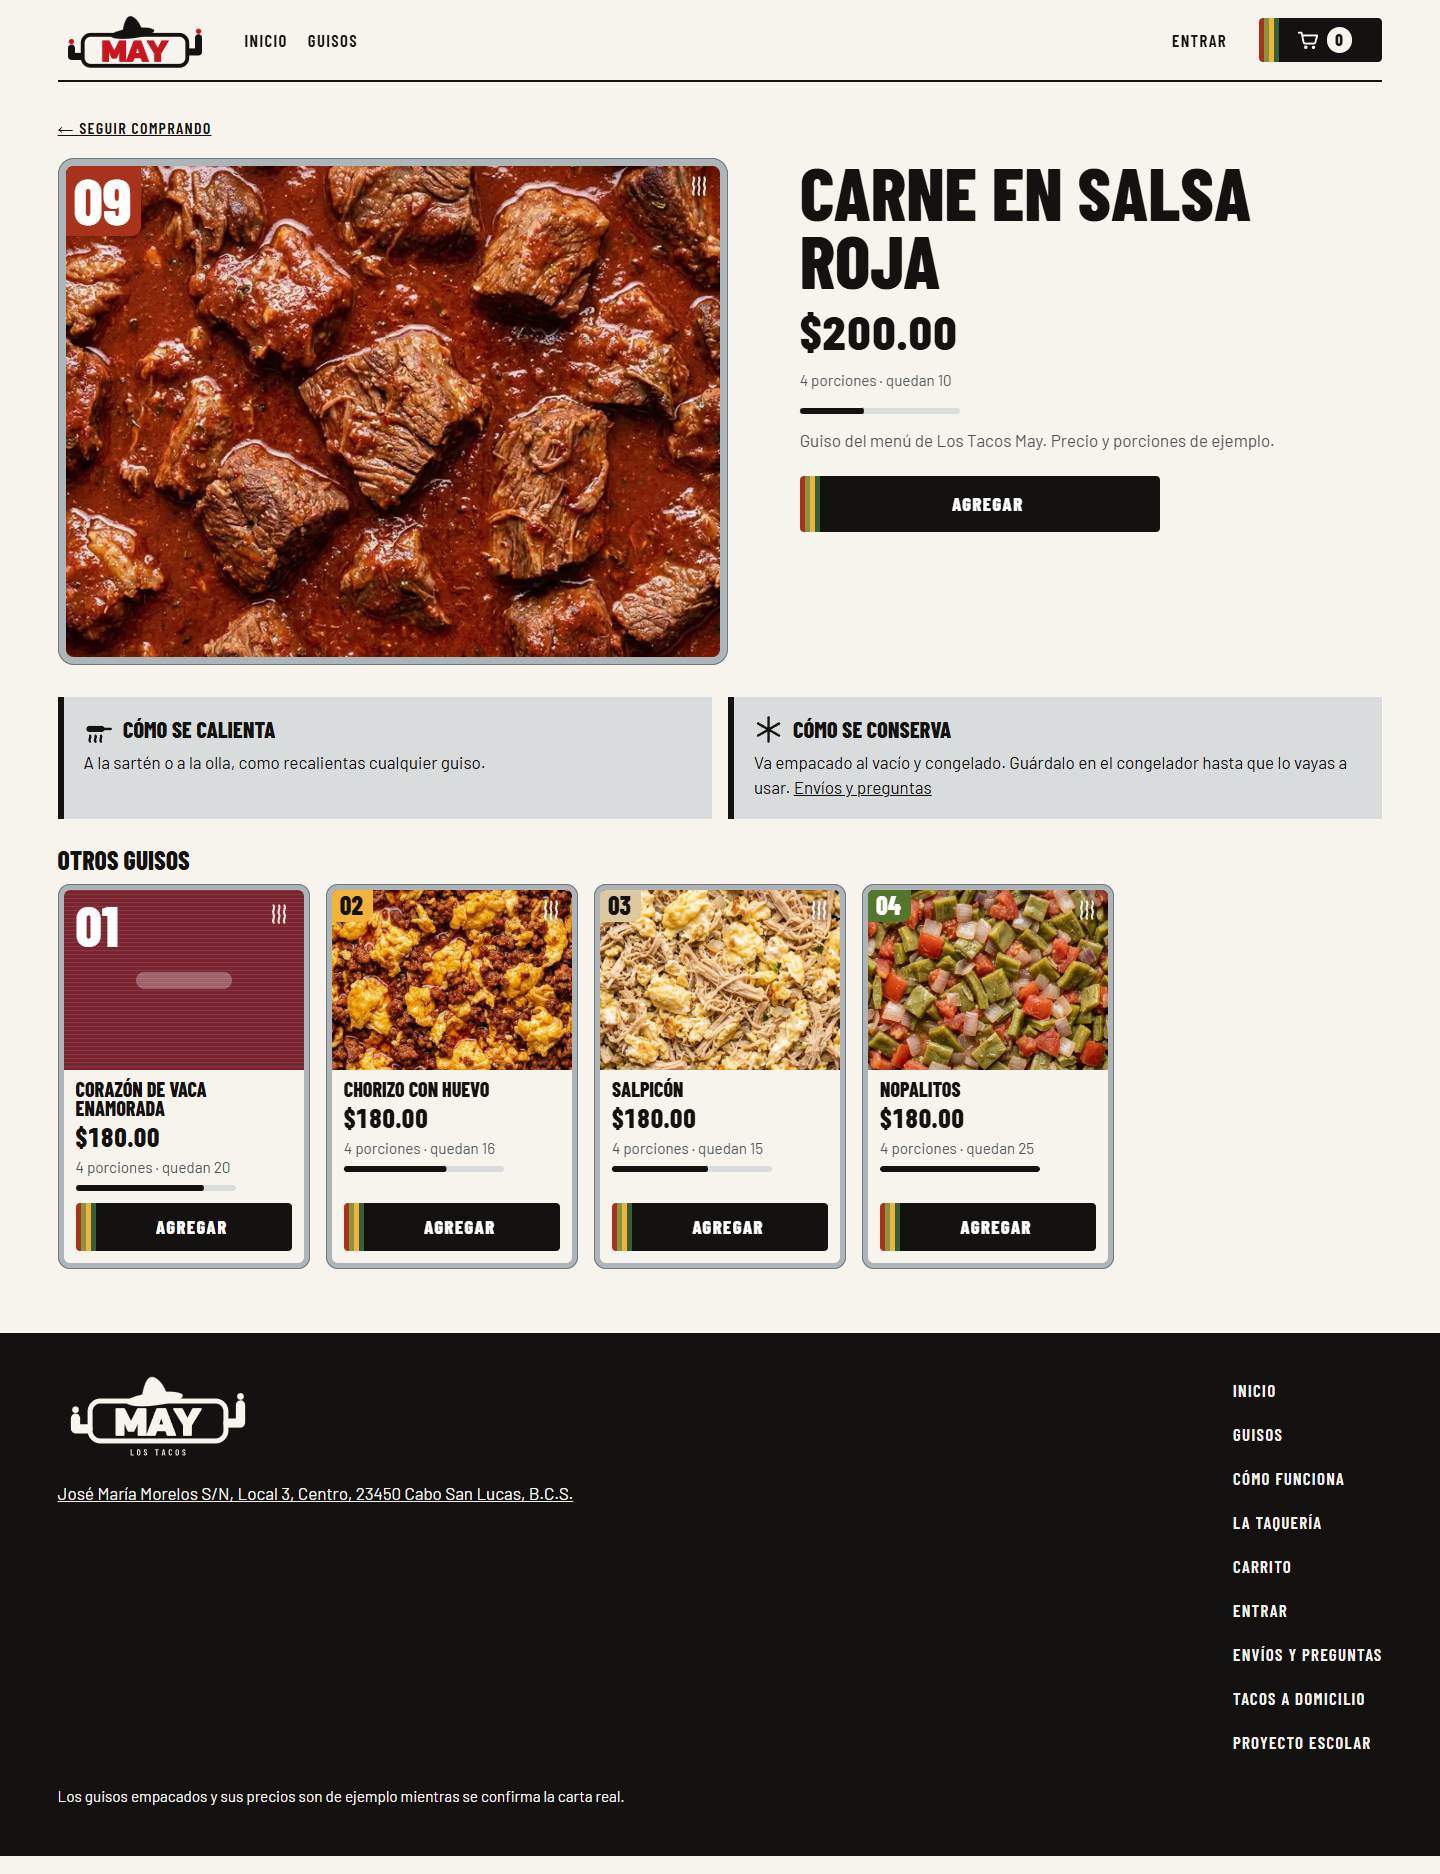 MAY
INICIO GUISOS
ENTRAR
0
← SEGUIR COMPRANDO
09
CARNE EN SALSA
ROJA
$200.00
4 porciones · quedan 10
Guiso del menú de Los Tacos May. Precio y porciones de ejemplo.
AGREGAR
CÓMO SE CALIENTA
A la sartén o a la olla, como recalientas cualquier guiso.
CÓMO SE CONSERVA
Va empacado al vacío y congelado. Guárdalo en el congelador hasta que lo vayas a
usar. Envíos y preguntas
OTROS GUISOS
01
CORAZÓN DE VACA
ENAMORADA
$180.00
4 porciones · quedan 20
AGREGAR
02
CHORIZO CON HUEVO
$180.00
4 porciones · quedan 16
AGREGAR
03
SALPICÓN
$180.00
4 porciones · quedan 15
AGREGAR
04
NOPALITOS
$180.00
4 porciones · quedan 25
AGREGAR
MAY
LOS TACOS
José María Morelos S/N, Local 3, Centro, 23450 Cabo San Lucas, B.C.S.
INICIO
GUISOS
CÓMO FUNCIONA
LA TAQUERÍA
CARRITO
ENTRAR
ENVÍOS Y PREGUNTAS
TACOS A DOMICILIO
PROYECTO ESCOLAR
Los guisos empacados y sus precios son de ejemplo mientras se confirma la carta real.